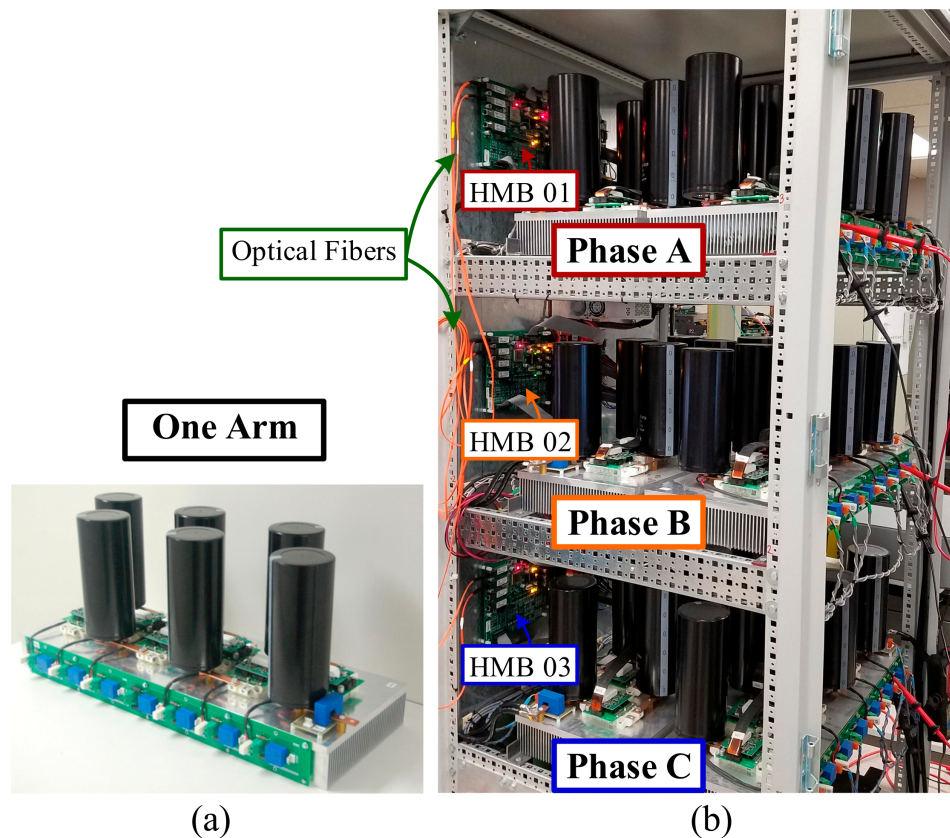 HMB 01
Phase A
Optical Fibers
HMB 02
One Arm
Phase B
HMB 03
Phase C
(a)
(b)